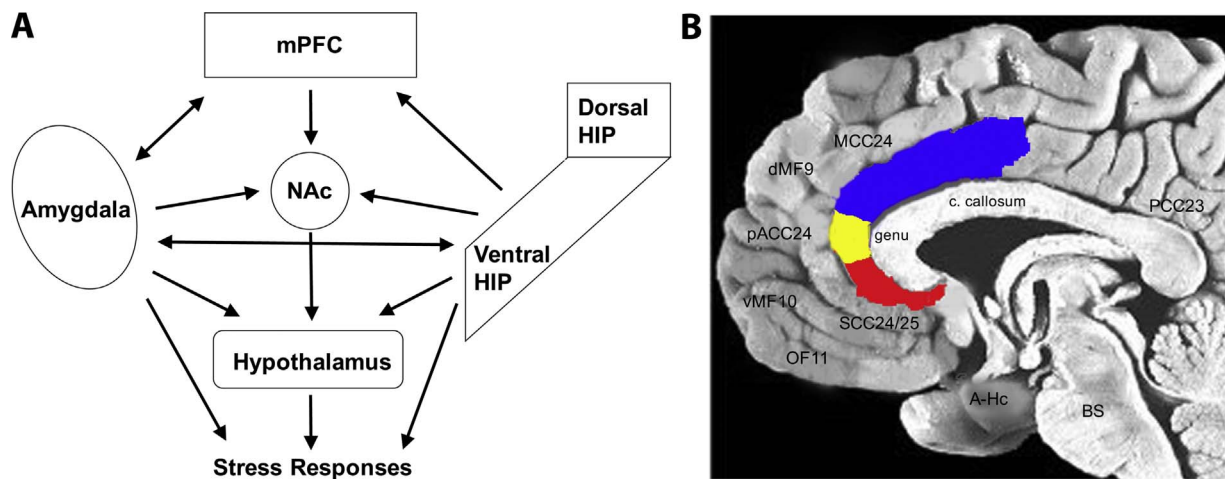 A
mPFC
Dorsal
HIP
Amygdala
NAc
Ventral
HIP
Hypothalamus
Stress Responses
B
MCC24
dMF9
c. callosum
PCC23
pACC24
genu
vMF10
SCC24/25
OF11
A-Hc
BS